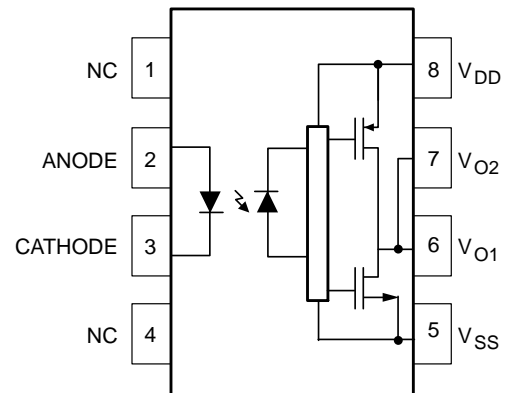 NC 1 8 VDD
ANODE 2 7 VO2
CATHODE 3 6 VO1
NC 4 5 VSS